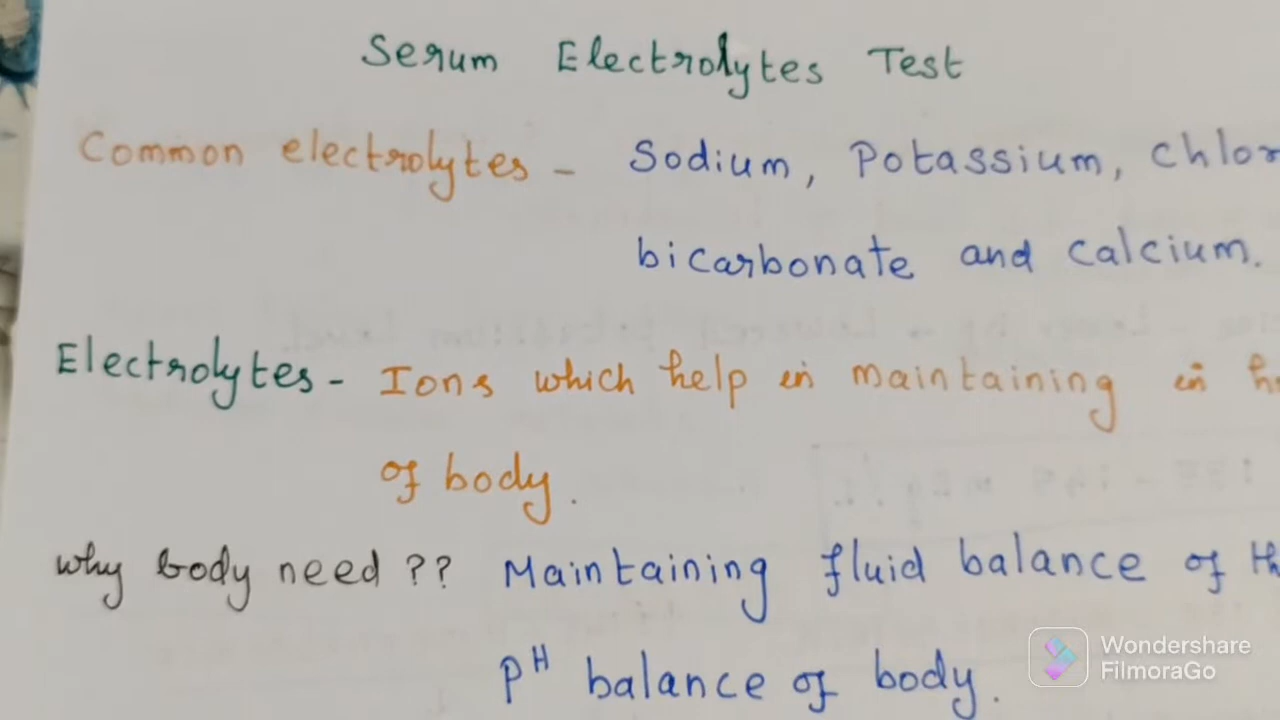 Serum Electrolytes Test
Common electrolytes - Sodium, Potassium, Chlor
bicarbonate and calcium.
Electrolytes - Ions which help in maintaining in
of body.
Why body need ?? Maintaining fluid balance of
pH balance of body.
Wondershare
FilmoraGo